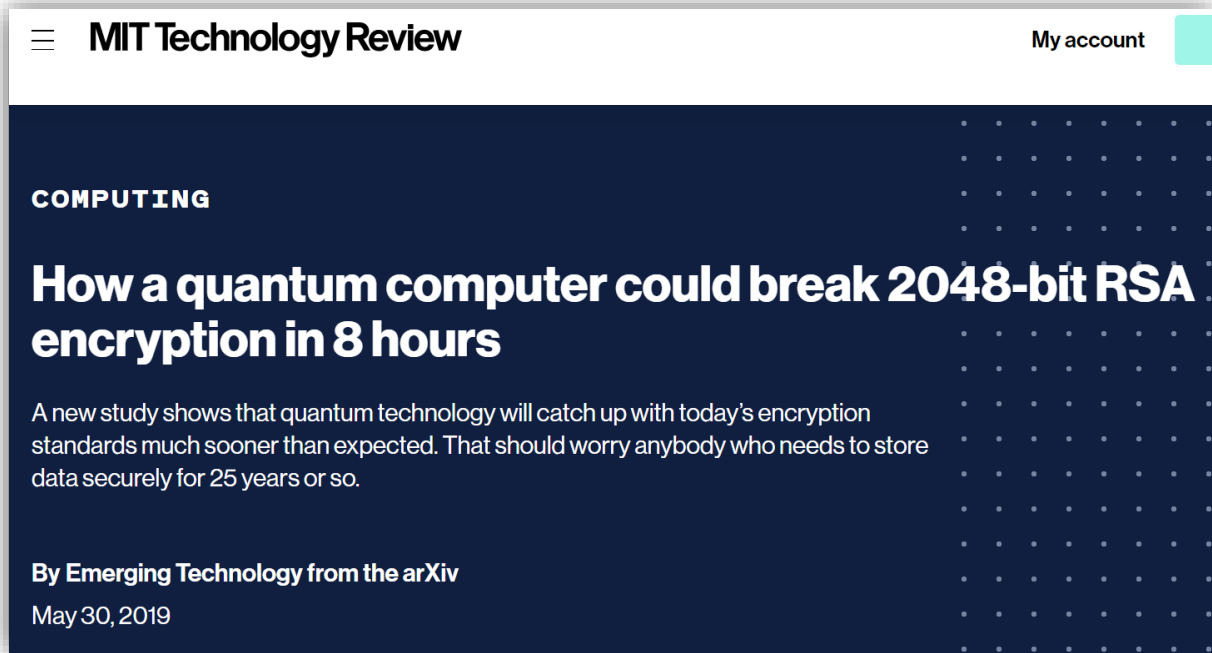 MIT Technology Review
My account
COMPUTING
How a quantum computer could break 2048-bit RSA
encryption in 8 hours
A new study shows that quantum technology will catch up with today’s encryption
standards much sooner than expected. That should worry anybody who needs to store
data securely for 25 years or so.
By Emerging Technology from the arXiv
May 30, 2019